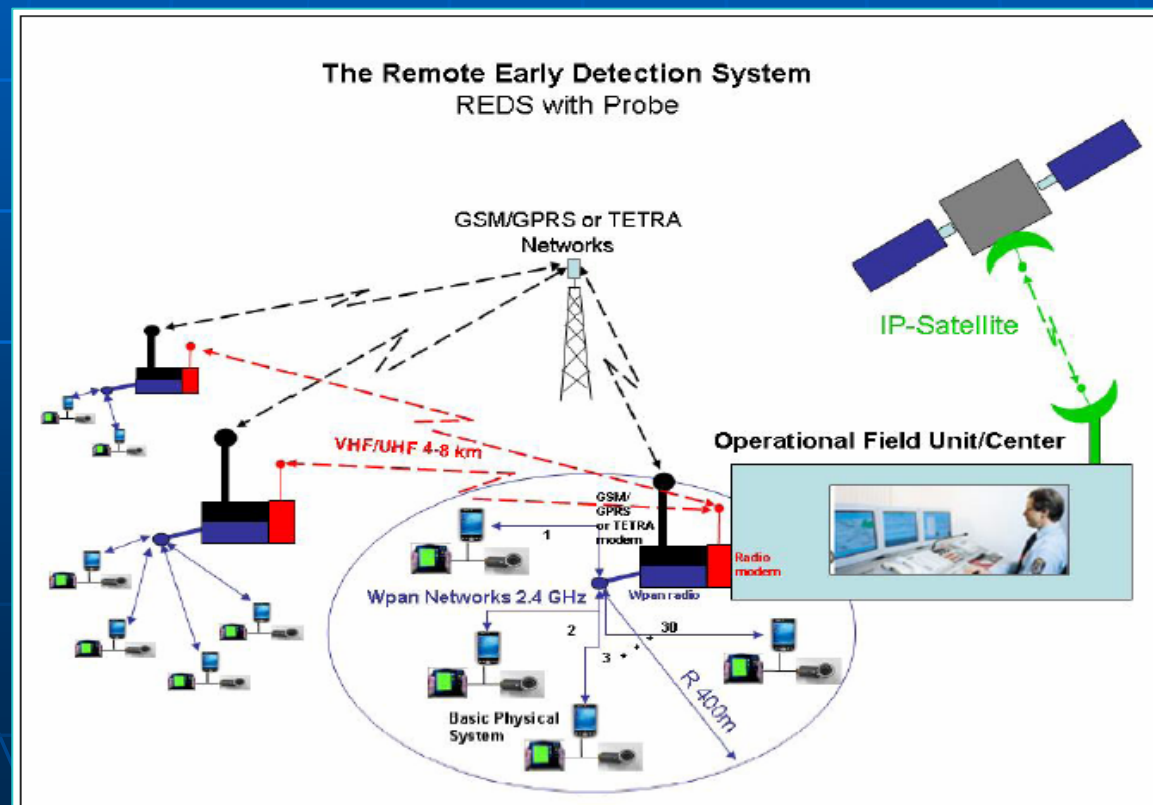 The Remote Early Detection System
REDS with Probe
GSM/GPRS or TETRA
Networks
IP-Satellite
Operational Field Unit/Center
VHF/UHF 4-8 km
GSM/
GPRS
or TETRA
modem
Radio
modem
1
Wpan Networks 2.4 GHz
Wpan radio
2
30
3
R 400m
Basic Physical
System